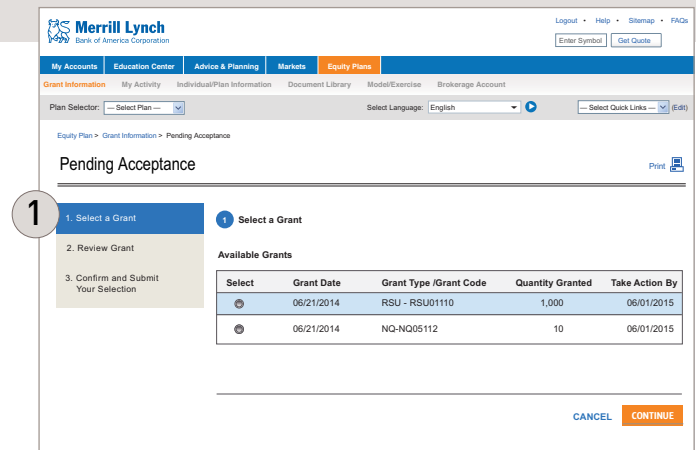 Logout • Help • Sitemap • FAQs
Merrill Lynch
Bank of America Corporation
Enter Symbol Get Quote
My Accounts Education Center Advice & Planning Markets Equity Plans
Grant Information My Activity Individual/Plan Information Document Library Model/Exercise Brokerage Account
Plan Selector: — Select Plan — Select Language: English — Select Quick Links — (Edit)
Equity Plan > Grant Information > Pending Acceptance
Pending Acceptance Print
1
1. Select a Grant
2. Review Grant
3. Confirm and Submit
Your Selection
1 Select a Grant
Available Grants
Select Grant Date Grant Type /Grant Code Quantity Granted Take Action By
06/21/2014 RSU - RSU01110 1,000 06/01/2015
06/21/2014 NQ-NQ05112 10 06/01/2015
CANCEL CONTINUE